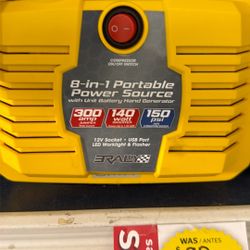 COMPRESSOR
ON/OFF SWITCH
8-in-1 Portable
Power Source
with Unit Battery Hand Generator
300 140 150
amp watt psi
12V Socket • USB Port
LED Worklight & Flasher
3RALLY
WAS / ANTES
S